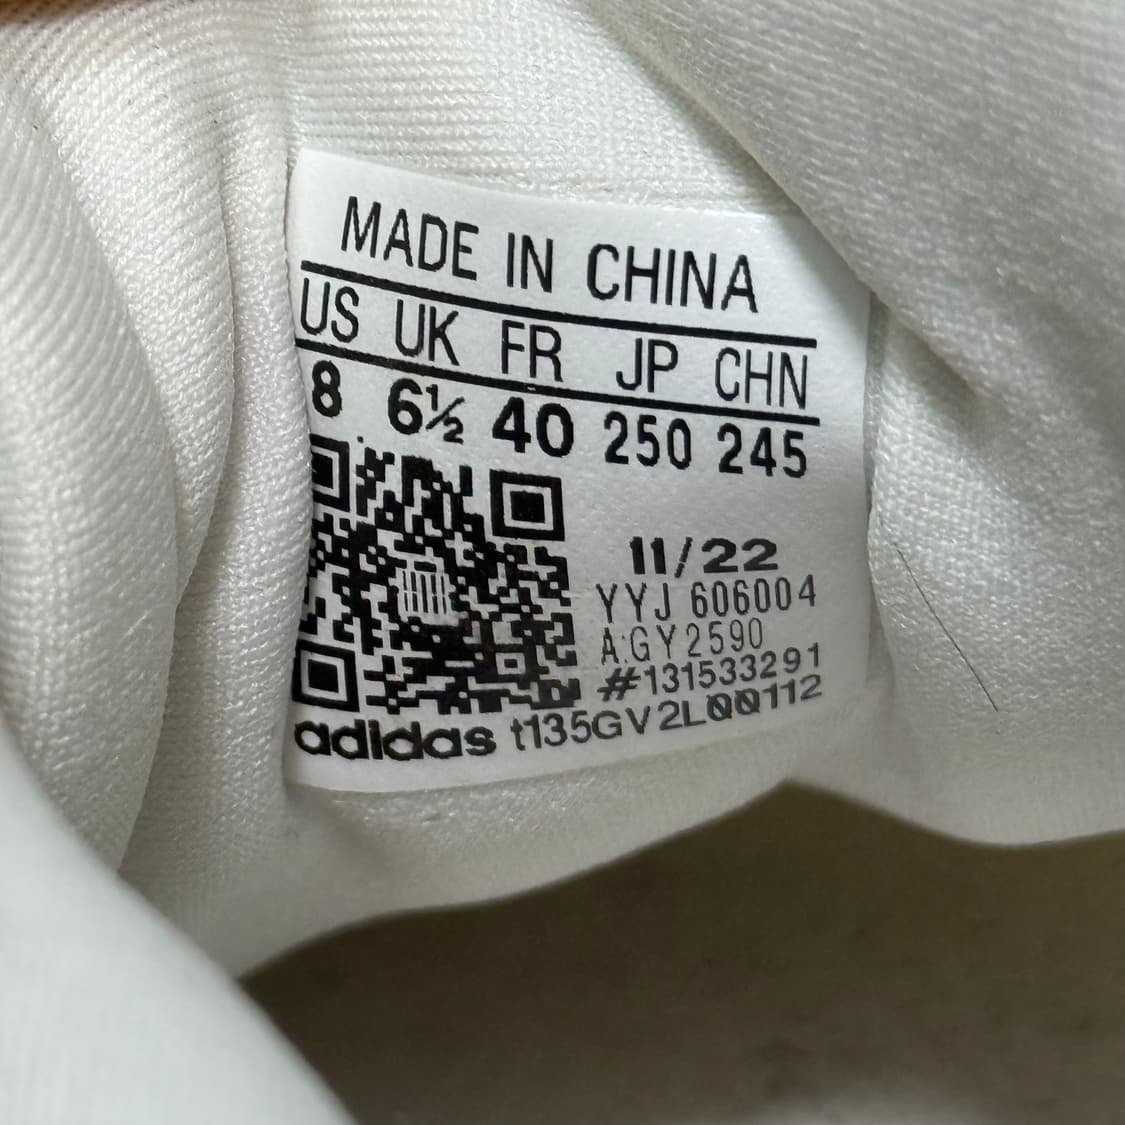 MADE IN CHINA
US UK FR JP CHN
8 6½ 40 250 245
11/22
YYJ 606004
A:GY2590
#131533291
adidas t135GV2L00112